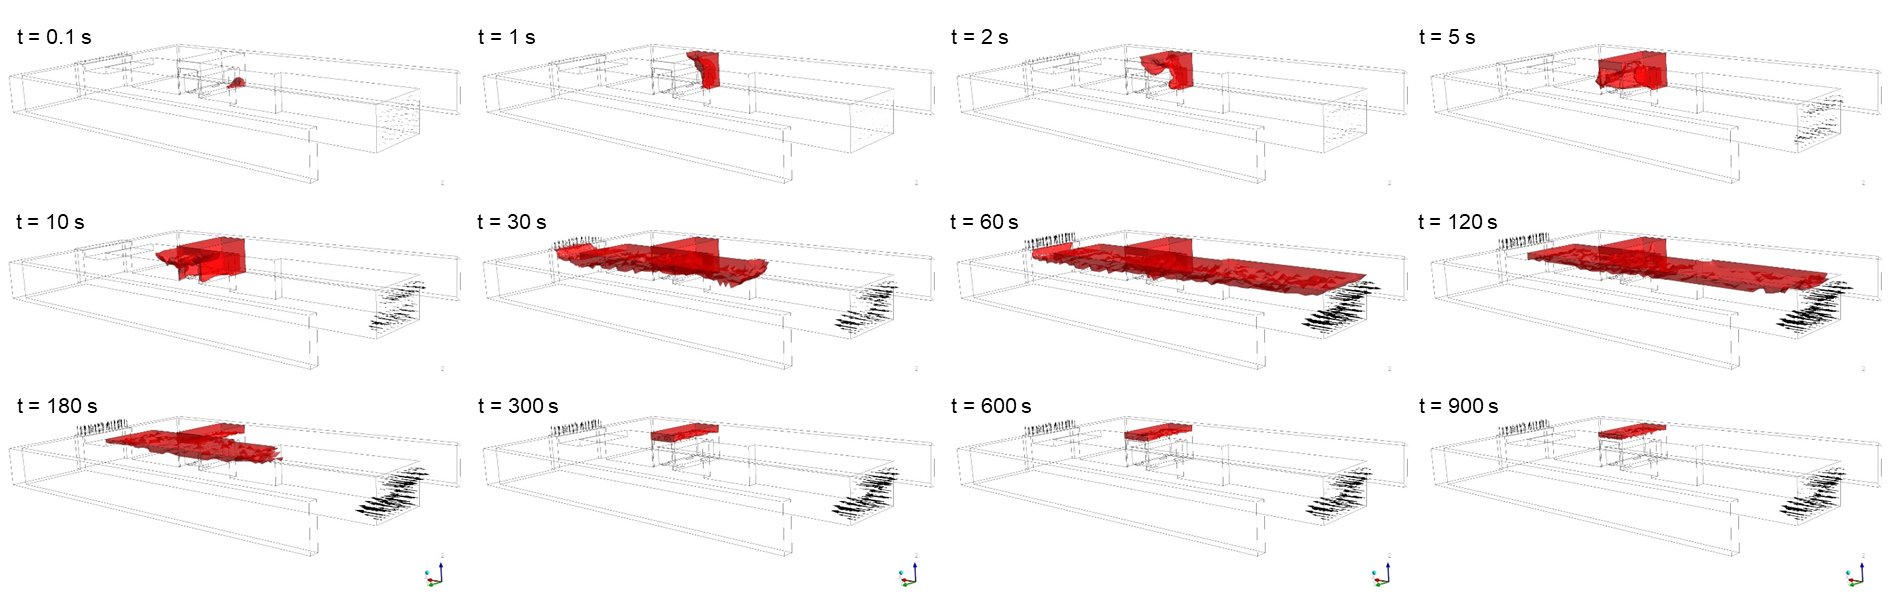 t = 0.1 s
t = 1 s
t = 2 s
t = 5 s
t = 10 s
t = 30 s
t = 60 s
t = 120 s
t = 180 s
t = 300 s
t = 600 s
t = 900 s